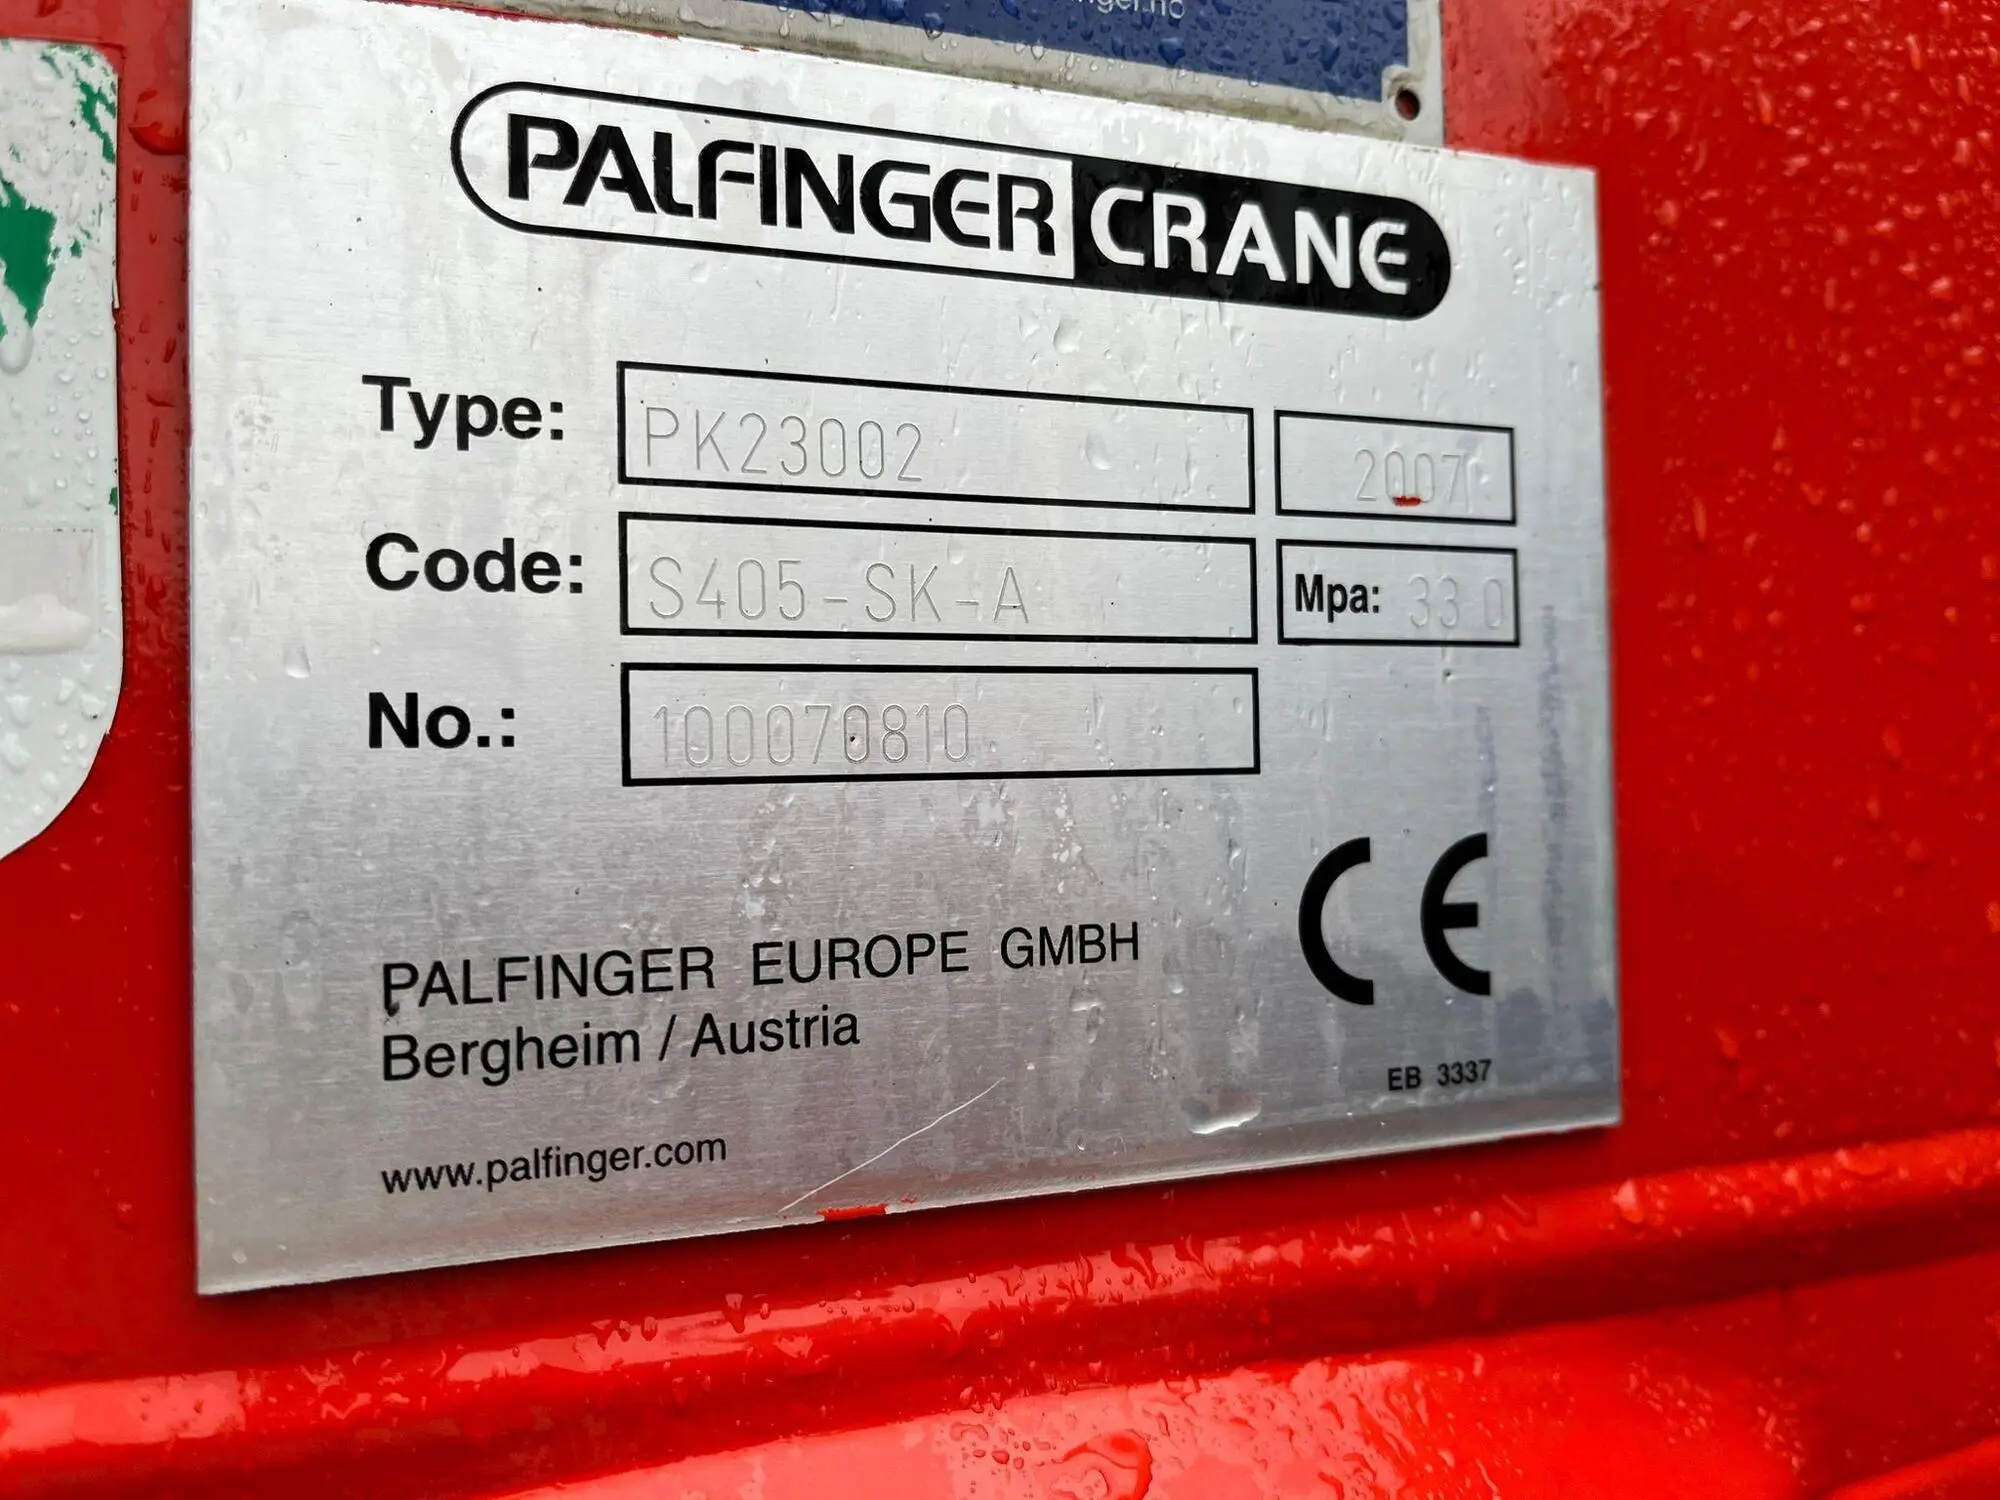 PALFINGER CRANE
Type: PK23002 2007
Code: S405-SK-A Mpa: 33.0
No.: 100070810
PALFINGER EUROPE GMBH
Bergheim / Austria
CE
EB 3337
www.palfinger.com